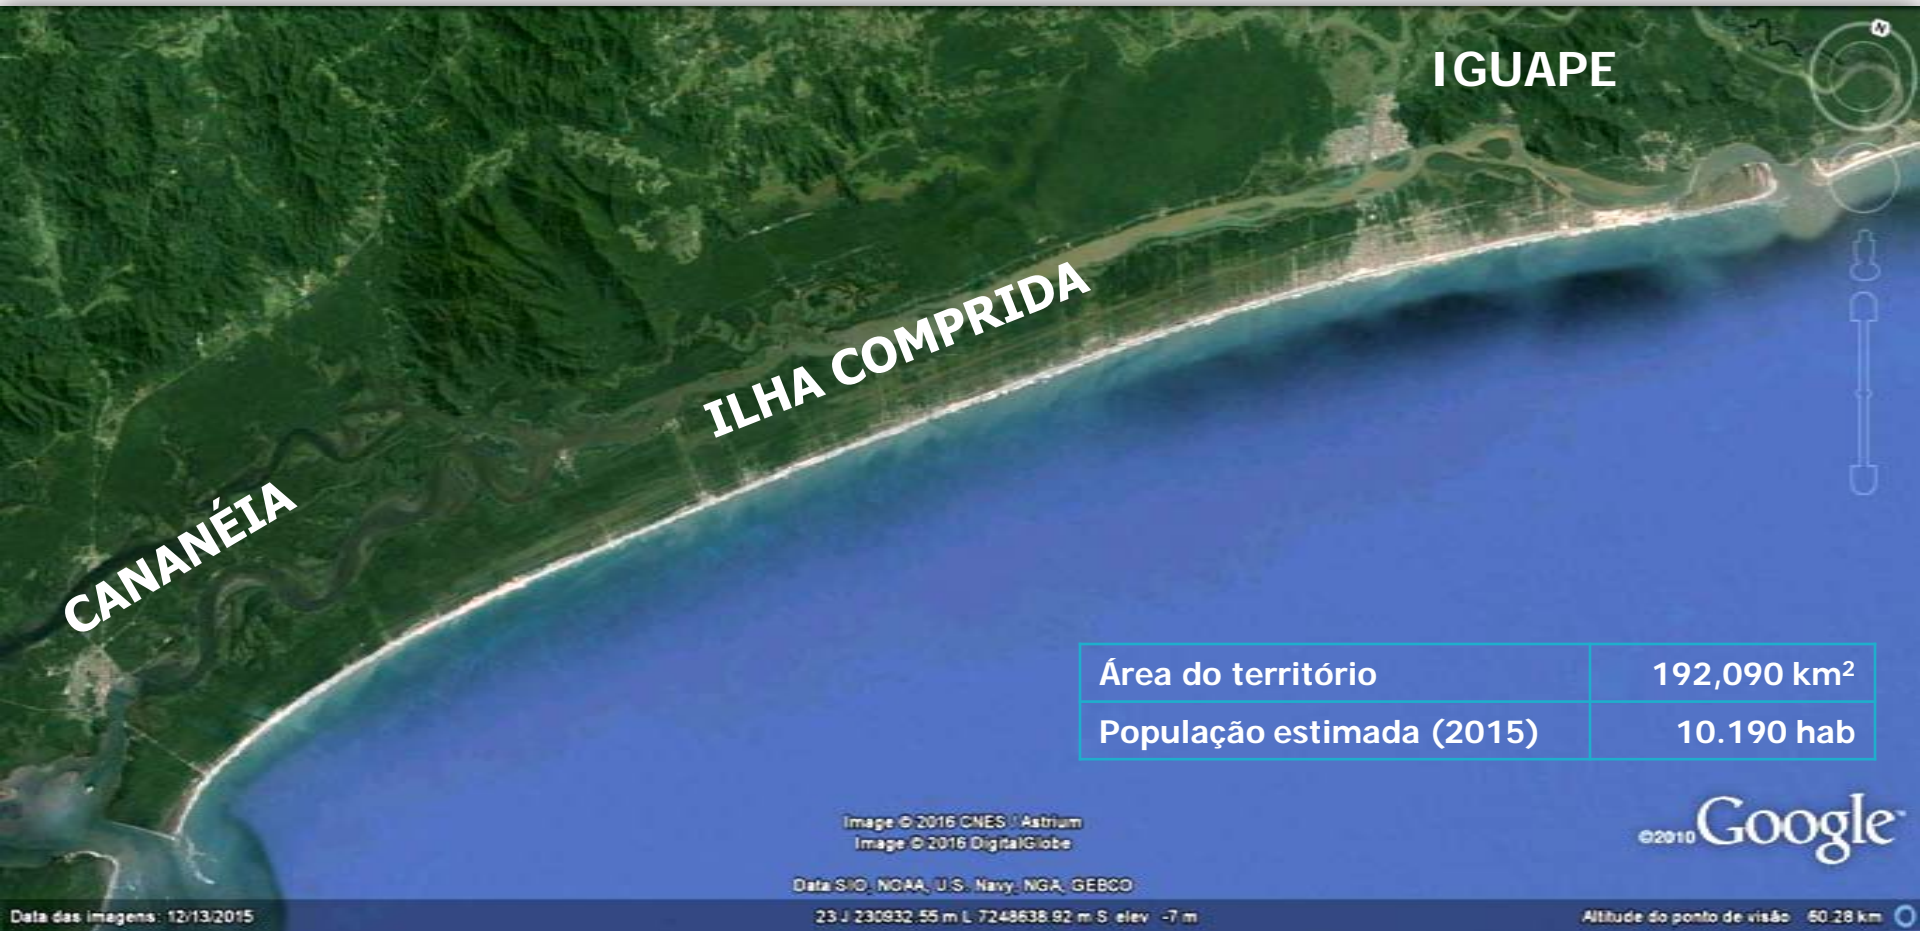 N
IGUAPE
ILHA COMPRIDA
CANANÉIA
Área do território 192,090 km²
População estimada (2015) 10.190 hab
Image © 2016 CNES / Astrium
Image © 2016 DigitalGlobe
©2010 Google
Data SIO, NOAA, U.S. Navy, NGA, GEBCO
Data das imagens: 12/13/2015 23 J 230932.55 m L 7248638.92 m S elev -7 m Altitude do ponto de visão 60.28 km